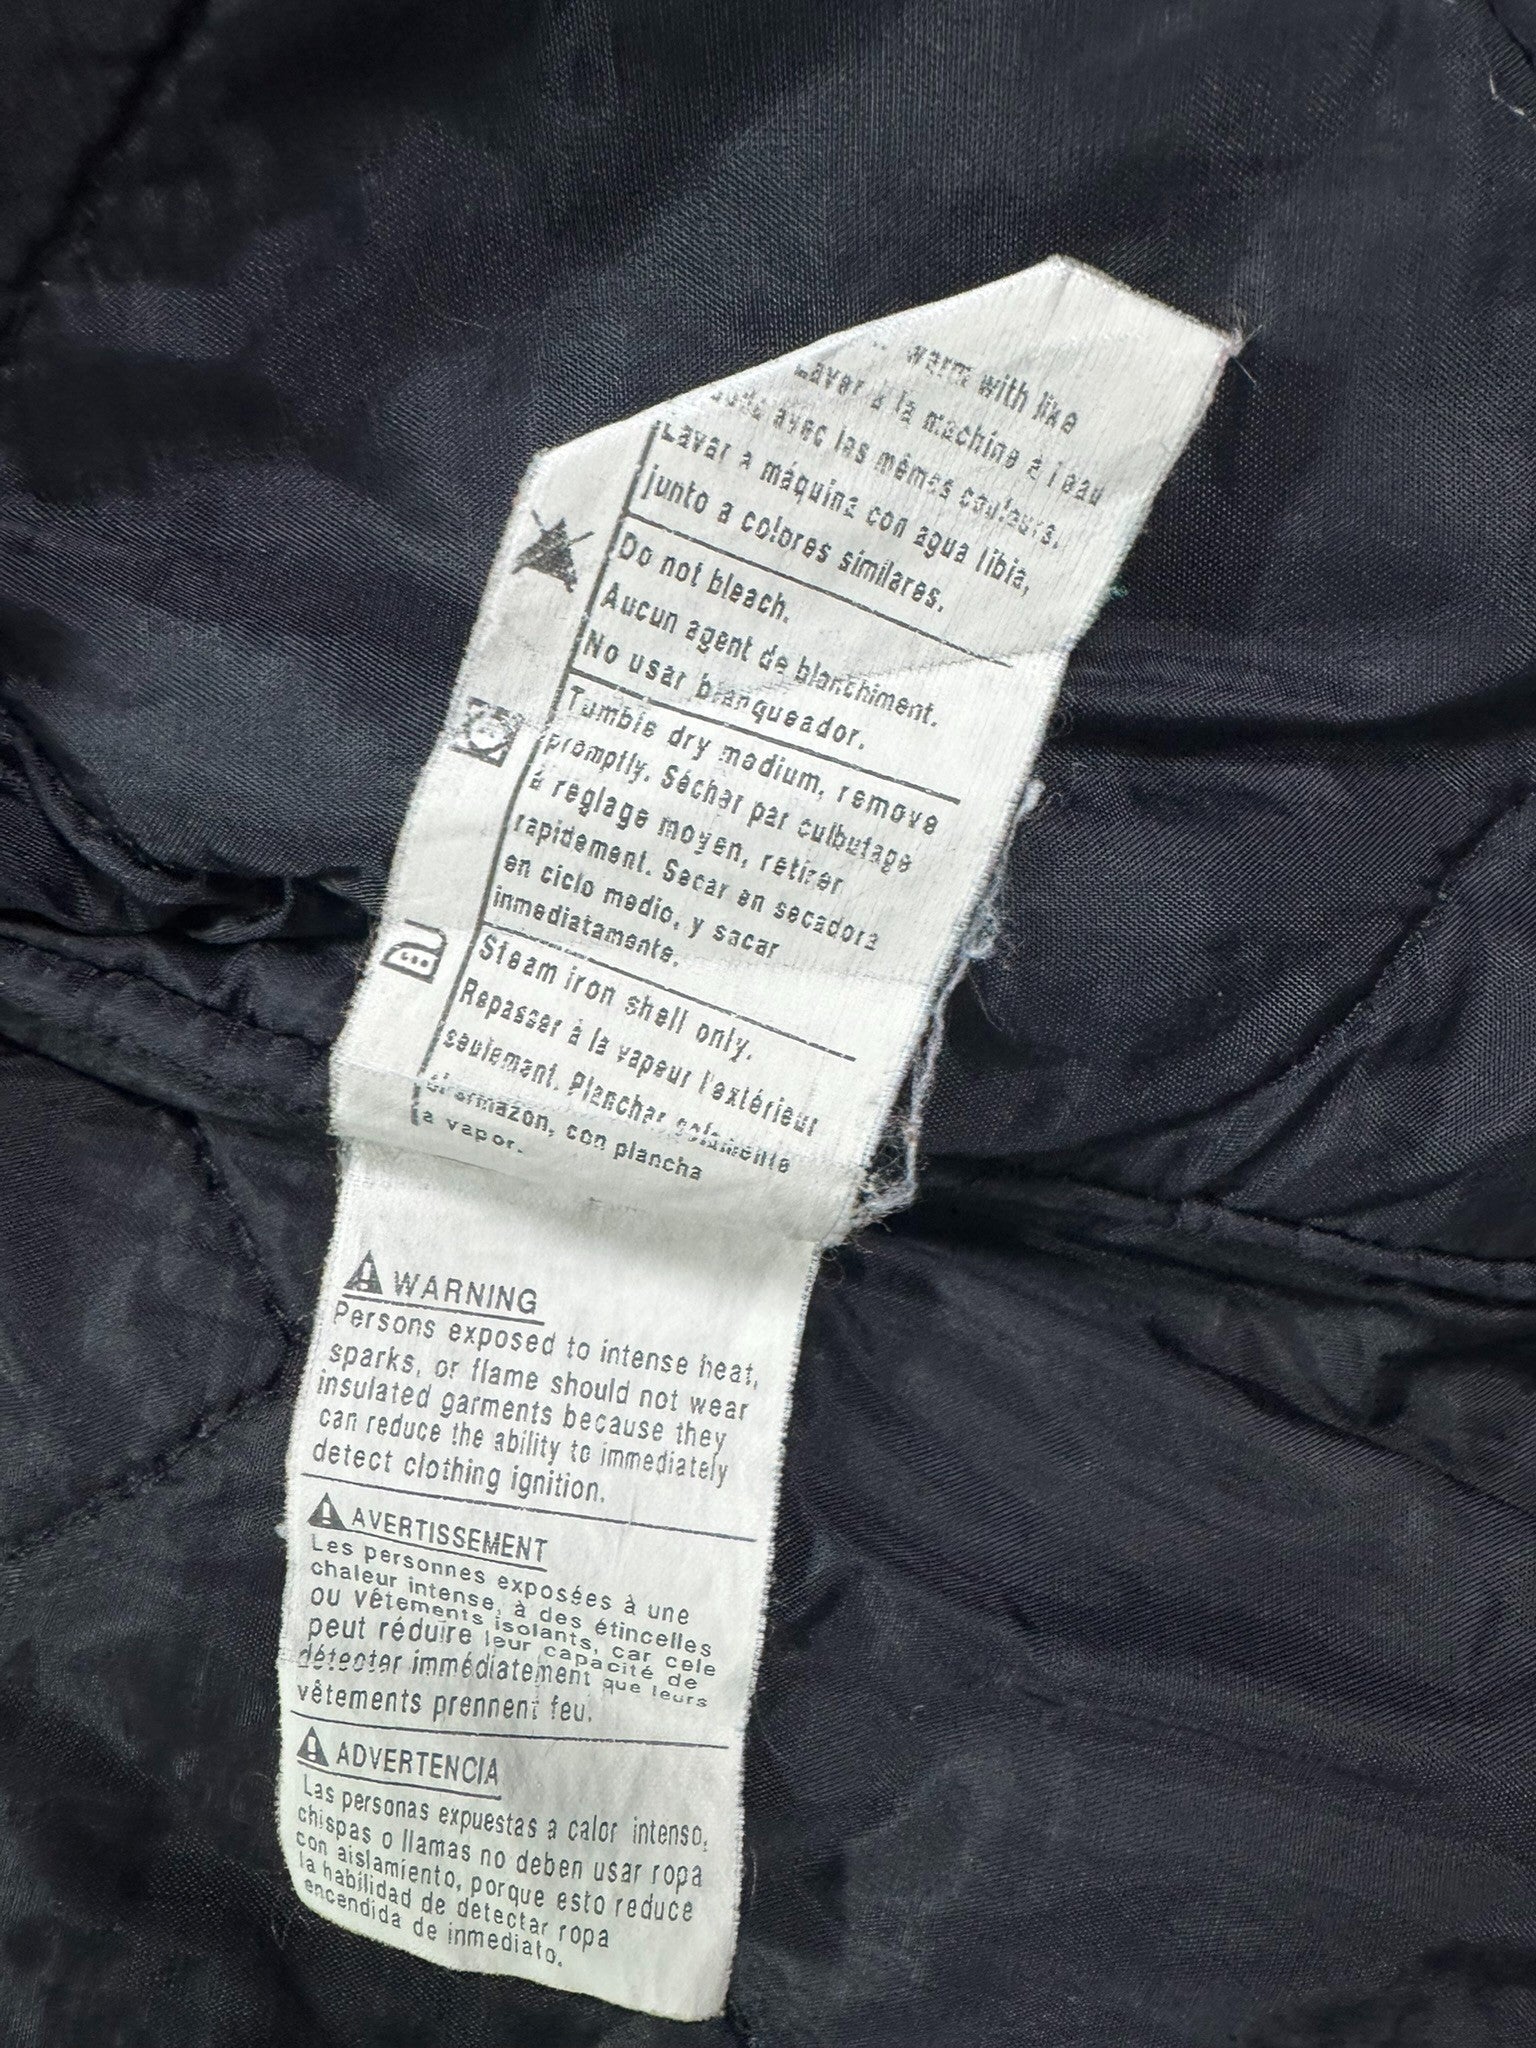 warm with like
Laver à la machine à l'eau
avec les mêmes couleurs.
Lavar a máquina con agua tibia,
junto a colores similares.
Do not bleach.
Aucun agent de blanchiment.
No usar blanqueador.
Tumble dry medium, remove
promptly. Sécher par culbutage
à réglage moyen, retirer
rapidement. Secar en secadora
en ciclo medio, y sacar
inmediatamente.
Steam iron shell only.
Repasser à la vapeur l'extérieur
seulement. Planchar solamente
el armazon, con plancha
a vapor.
WARNING
Persons exposed to intense heat,
sparks, or flame should not wear
insulated garments because they
can reduce the ability to immediately
detect clothing ignition.
AVERTISSEMENT
Les personnes exposées à une
chaleur intense, à des étincelles
ou vêtements isolants, car cele
peut réduire leur capacité de
détecter immédiatement que leurs
vêtements prennent feu.
ADVERTENCIA
Las personas expuestas a calor intenso,
chispas o llamas no deben usar ropa
con aislamiento, porque esto reduce
la habilidad de detectar ropa
encendida de inmediato.